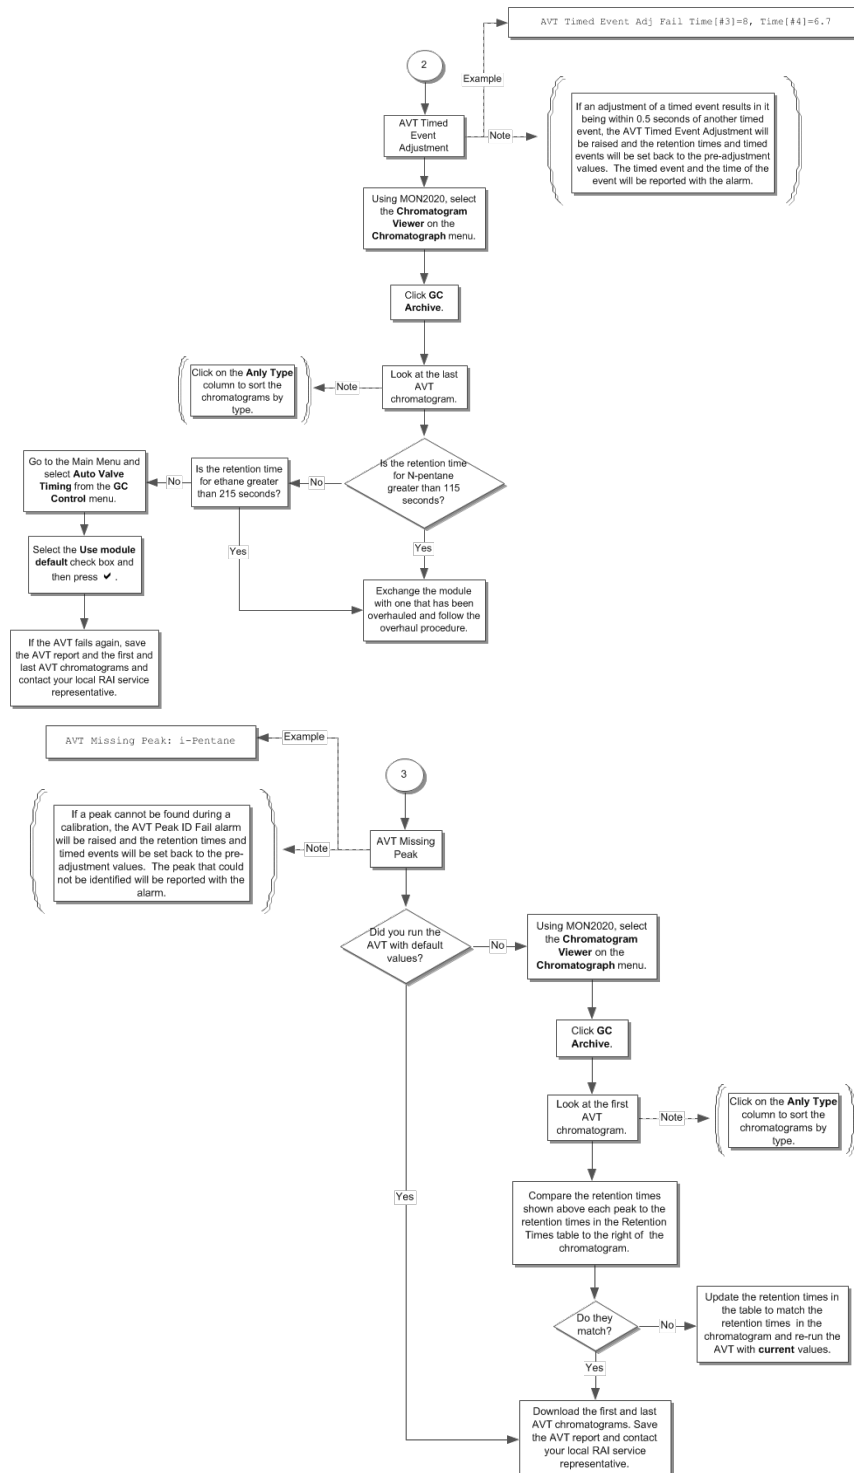 AVT Timed Event Adj Fail Time[#3]=8, Time[#4]=6.7
2
Example
AVT Timed
Event
Adjustment
Note
If an adjustment of a timed event results in it
being within 0.5 seconds of another timed
event, the AVT Timed Event Adjustment will
be raised and the retention times and timed
events will be set back to the pre-adjustment
values. The timed event and the time of the
event will be reported with the alarm.
Using MON2020, select
the Chromatogram
Viewer on the
Chromatograph menu.
Click GC
Archive.
Look at the last
AVT
chromatogram.
Note
Click on the Anly Type
column to sort the
chromatograms by
type.
Is the retention time
for N-pentane
greater than 115
seconds?
No
Is the retention time
for ethane greater
than 215 seconds?
No
Go to the Main Menu and
select Auto Valve
Timing from the GC
Control menu.
Yes
Yes
Select the Use module
default check box and
then press ✔ .
Exchange the module
with one that has been
overhauled and follow the
overhaul procedure.
If the AVT fails again, save
the AVT report and the first and
last AVT chromatograms and
contact your local RAI service
representative.
AVT Missing Peak: i-Pentane
Example
3
AVT Missing
Peak
Note
If a peak cannot be found during a
calibration, the AVT Peak ID Fail alarm
will be raised and the retention times and
timed events will be set back to the pre-
adjustment values. The peak that could
not be identified will be reported with the
alarm.
Did you run the
AVT with default
values?
No
Using MON2020, select
the Chromatogram
Viewer on the
Chromatograph menu.
Click GC
Archive.
Look at the first
AVT
chromatogram.
Note
Click on the Anly Type
column to sort the
chromatograms by
type.
Yes
Compare the retention times
shown above each peak to the
retention times in the Retention
Times table to the right of the
chromatogram.
Do they
match?
No
Update the retention times in
the table to match the
retention times in the
chromatogram and re-run the
AVT with current values.
Yes
Download the first and last
AVT chromatograms. Save
the AVT report and contact
your local RAI service
representative.